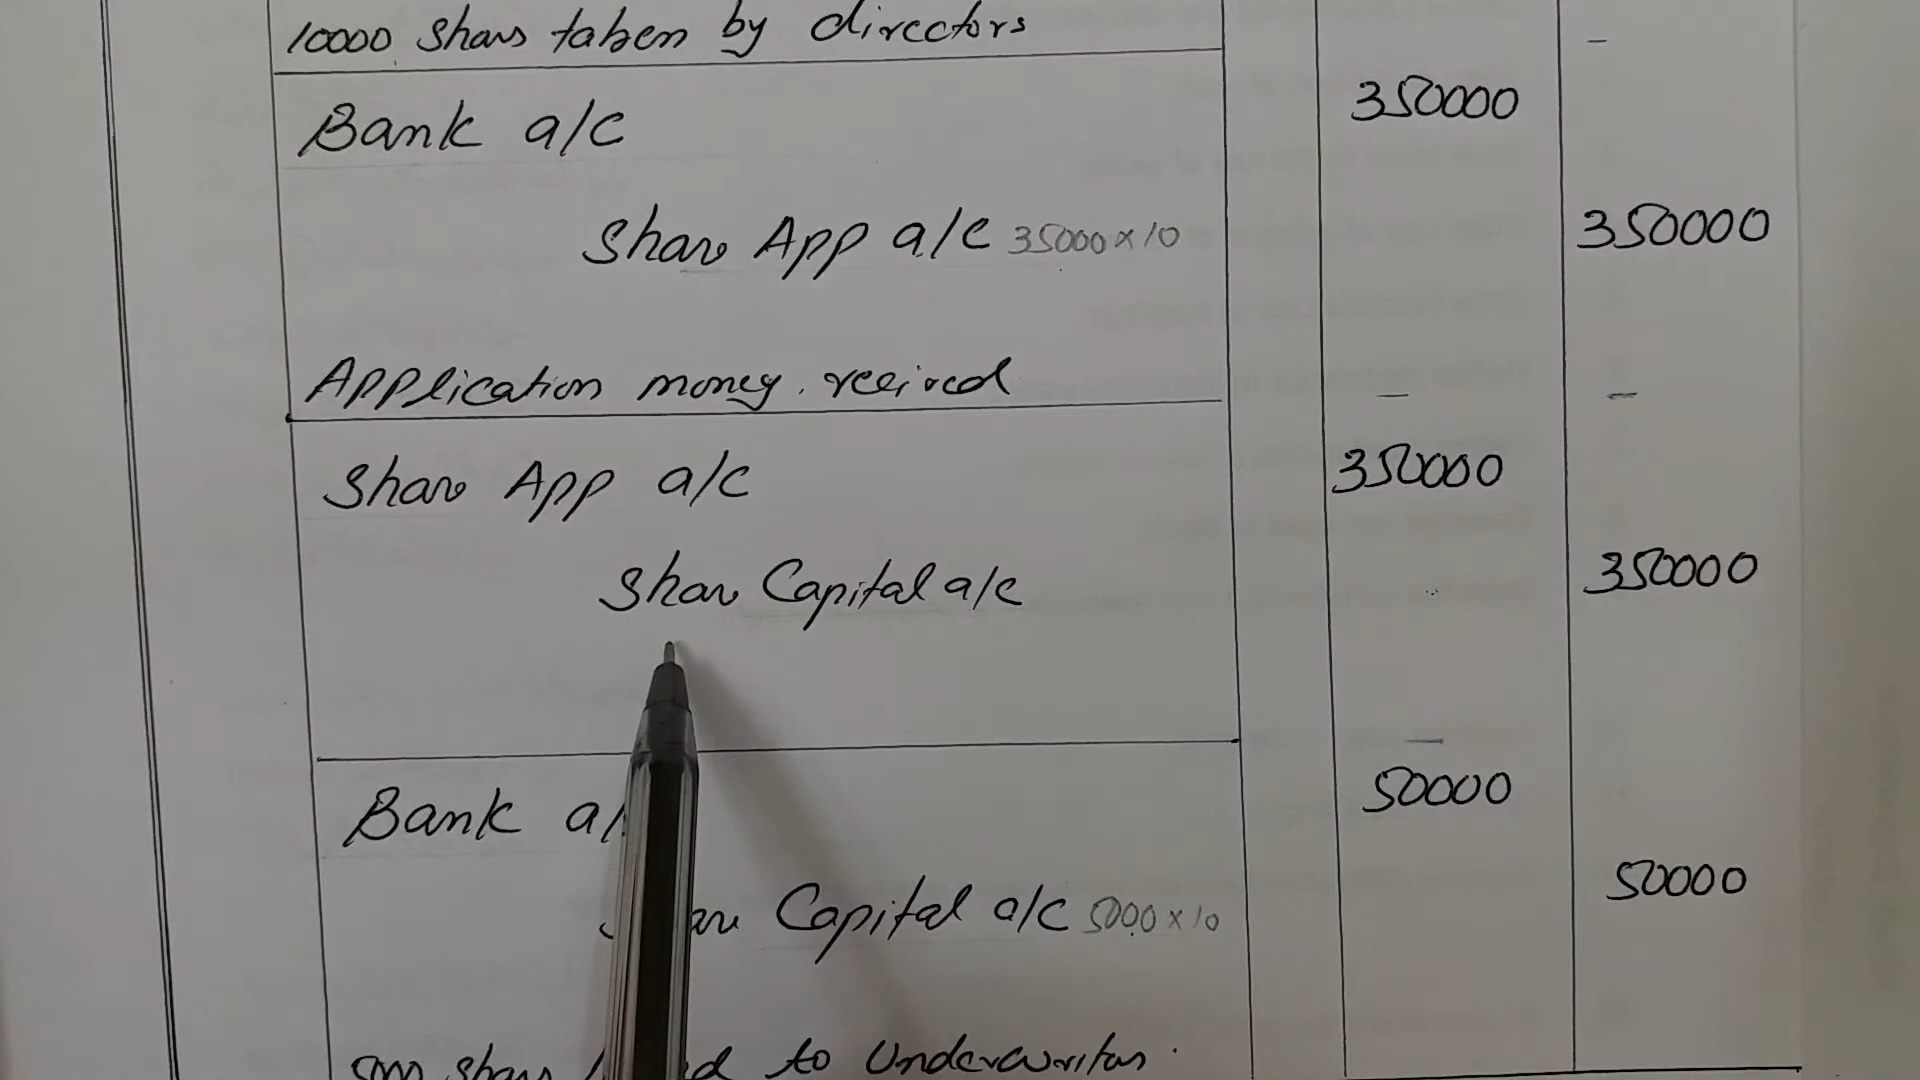 10000 Shares taken by directors
Bank a/c 350000
Share App a/c 35000 × 10 350000
Application money received
Share App a/c 350000
Share Capital a/c 350000
Bank 50000
Capital a/c 5000 × 10 50000
to Underwriters.